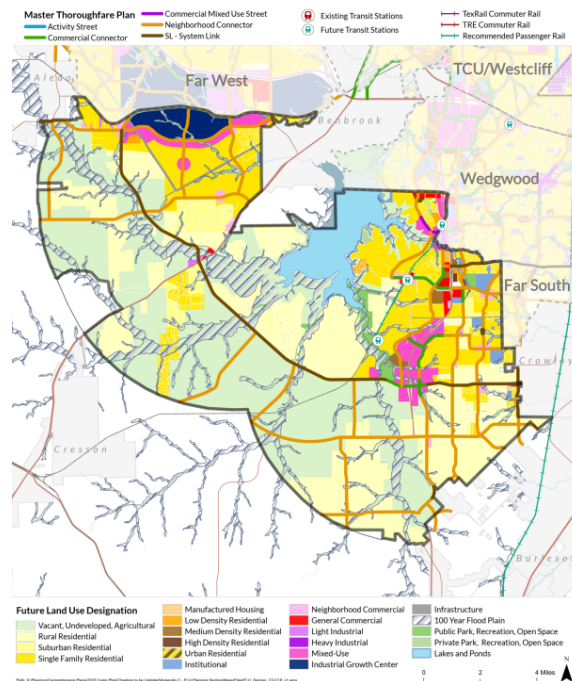 Master Thoroughfare Plan
Activity Street
Commercial Connector
Commercial Mixed Use Street
Neighborhood Connector
SL - System Link
Existing Transit Stations
Future Transit Stations
TexRail Commuter Rail
TRE Commuter Rail
Recommended Passenger Rail
Far West
TCU/Westcliff
Aledo
Benbrook
Wedgwood
Far South
Crowley
Cresson
Burleson
Future Land Use Designation
Vacant, Undeveloped, Agricultural
Rural Residential
Suburban Residential
Single Family Residential
Manufactured Housing
Low Density Residential
Medium Density Residential
High Density Residential
Urban Residential
Institutional
Neighborhood Commercial
General Commercial
Light Industrial
Heavy Industrial
Mixed-Use
Industrial Growth Center
Infrastructure
100 Year Flood Plain
Public Park, Recreation, Open Space
Private Park, Recreation, Open Space
Lakes and Ponds
N
0 2 4 Miles